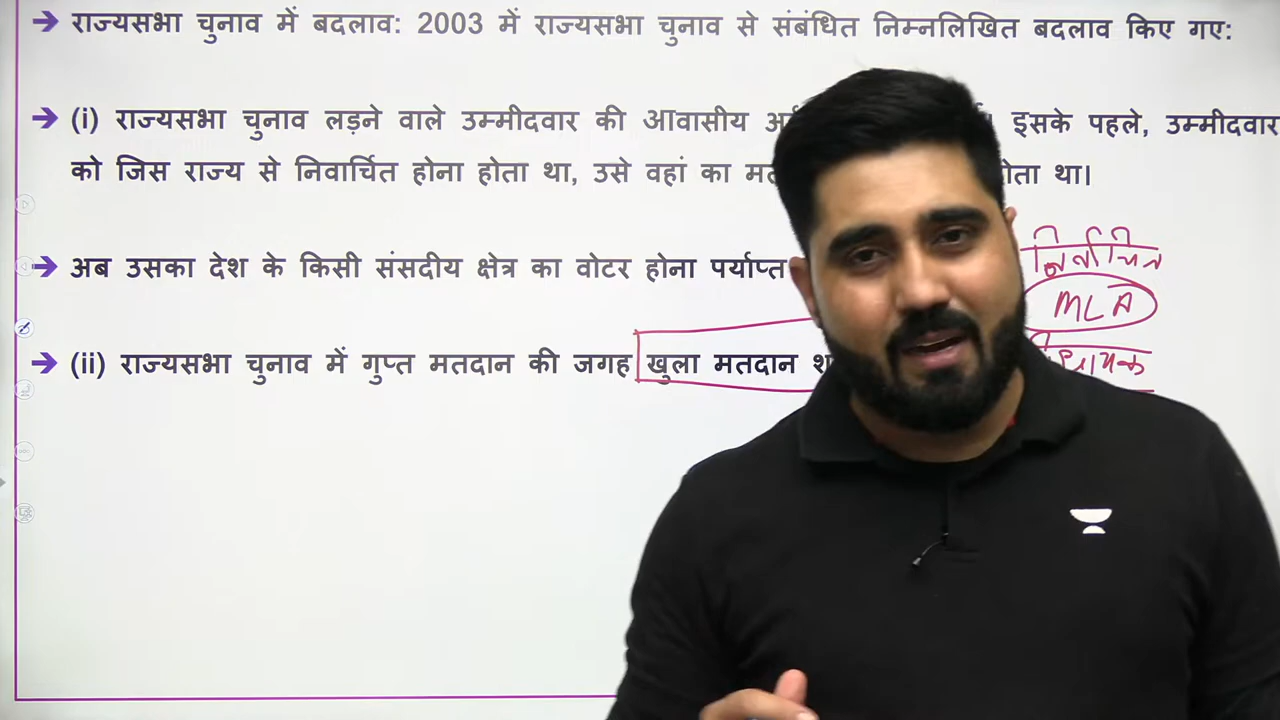 राज्यसभा चुनाव में बदलाव: 2003 में राज्यसभा चुनाव से संबंधित निम्नलिखित बदलाव किए गए:
(i) राज्यसभा चुनाव लड़ने वाले उम्मीदवार की आवासीय इसके पहले, उम्मीदवार
को जिस राज्य से निवार्चित होना होता था, उसे वहां का होता था।
अब उसका देश के किसी संसदीय क्षेत्र का वोटर होना पर्याप्त
निर्वाचित
MLA
(ii) राज्यसभा चुनाव में गुप्त मतदान की जगह खुला मतदान